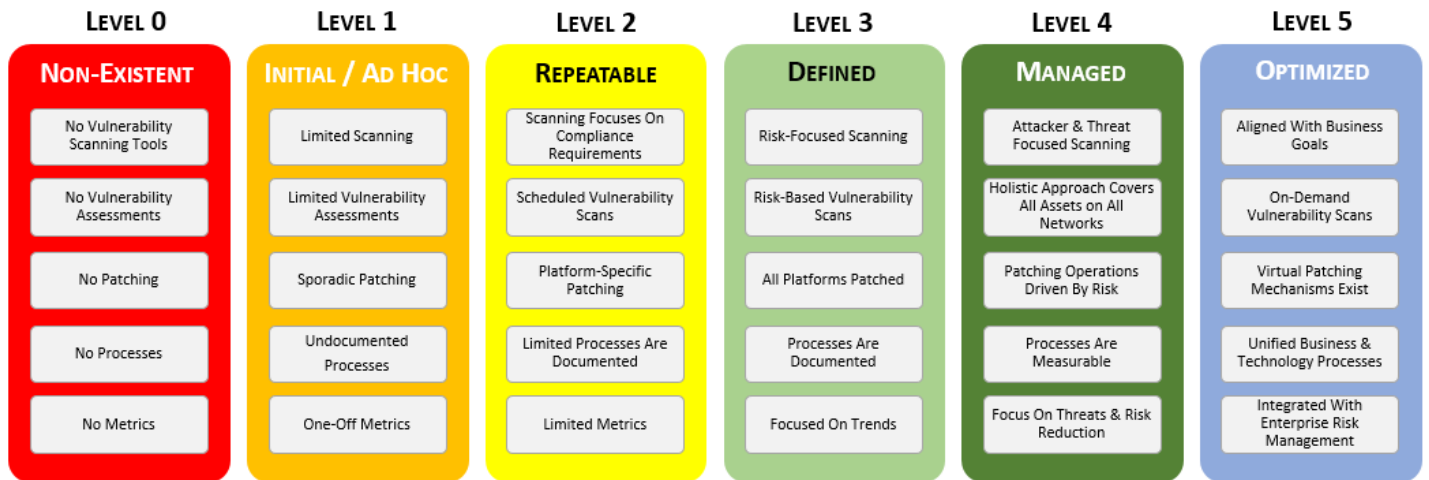 LEVEL 0
NON-EXISTENT
No Vulnerability
Scanning Tools
No Vulnerability
Assessments
No Patching
No Processes
No Metrics
LEVEL 1
INITIAL / AD HOC
Limited Scanning
Limited Vulnerability
Assessments
Sporadic Patching
Undocumented
Processes
One-Off Metrics
LEVEL 2
REPEATABLE
Scanning Focuses On
Compliance
Requirements
Scheduled Vulnerability
Scans
Platform-Specific
Patching
Limited Processes Are
Documented
Limited Metrics
LEVEL 3
DEFINED
Risk-Focused Scanning
Risk-Based Vulnerability
Scans
All Platforms Patched
Processes Are
Documented
Focused On Trends
LEVEL 4
MANAGED
Attacker & Threat
Focused Scanning
Holistic Approach Covers
All Assets on All
Networks
Patching Operations
Driven By Risk
Processes Are
Measurable
Focus On Threats & Risk
Reduction
LEVEL 5
OPTIMIZED
Aligned With Business
Goals
On-Demand
Vulnerability Scans
Virtual Patching
Mechanisms Exist
Unified Business &
Technology Processes
Integrated With
Enterprise Risk
Management